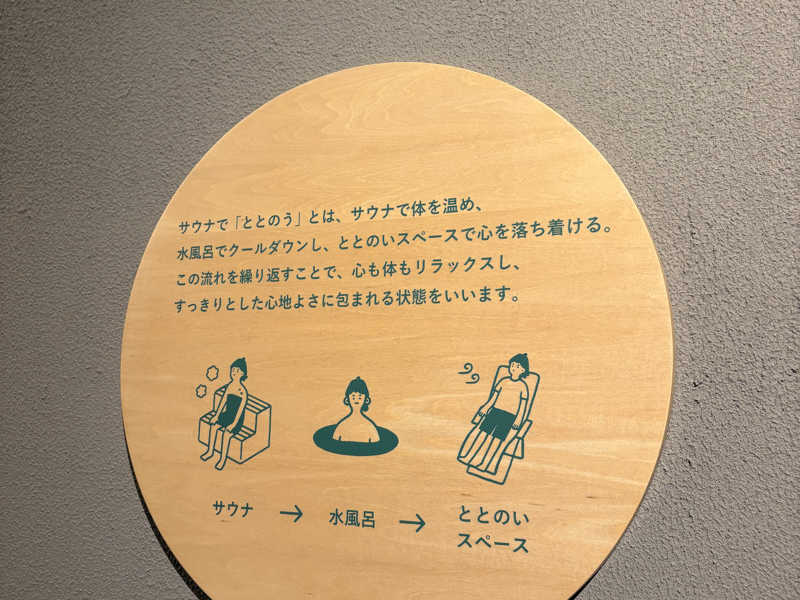 サウナで「ととのう」とは、サウナで体を温め、
水風呂でクールダウンし、ととのいスペースで心を落ち着ける。
この流れを繰り返すことで、心も体もリラックスし、
すっきりとした心地よさに包まれる状態をいいます。
サウナ → 水風呂 → ととのい
スペース